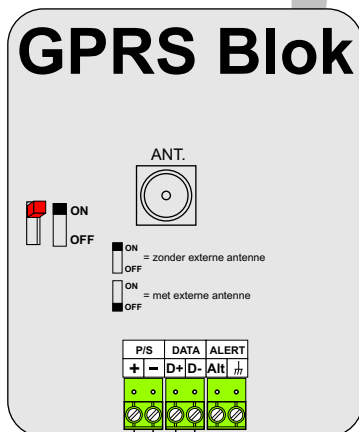 GPRS Blok
ANT.
ON
OFF
ON
OFF
= zonder externe antenne
ON
OFF
= met externe antenne
P/S DATA ALERT
+ - D+ D- Alt